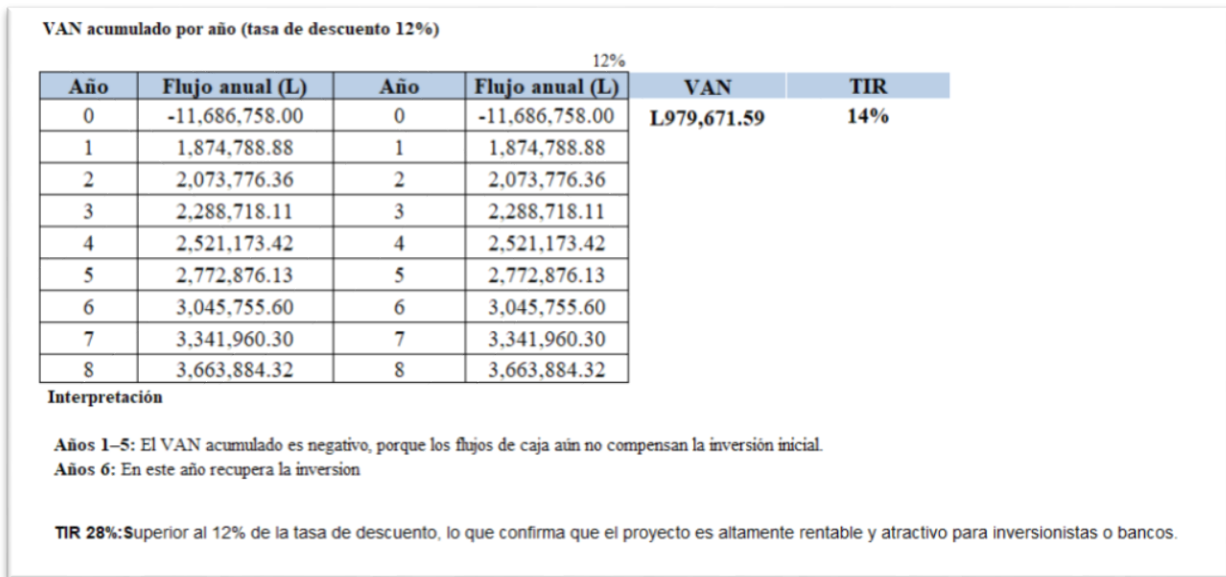 VAN acumulado por año (tasa de descuento 12%)
12%
Año Flujo anual (L) Año Flujo anual (L) VAN TIR
0 -11,686,758.00 0 -11,686,758.00 L979,671.59 14%
1 1,874,788.88 1 1,874,788.88
2 2,073,776.36 2 2,073,776.36
3 2,288,718.11 3 2,288,718.11
4 2,521,173.42 4 2,521,173.42
5 2,772,876.13 5 2,772,876.13
6 3,045,755.60 6 3,045,755.60
7 3,341,960.30 7 3,341,960.30
8 3,663,884.32 8 3,663,884.32
Interpretación
Años 1–5: El VAN acumulado es negativo, porque los flujos de caja aún no compensan la inversión inicial.
Años 6: En este año recupera la inversion
TIR 28%:Superior al 12% de la tasa de descuento, lo que confirma que el proyecto es altamente rentable y atractivo para inversionistas o bancos.